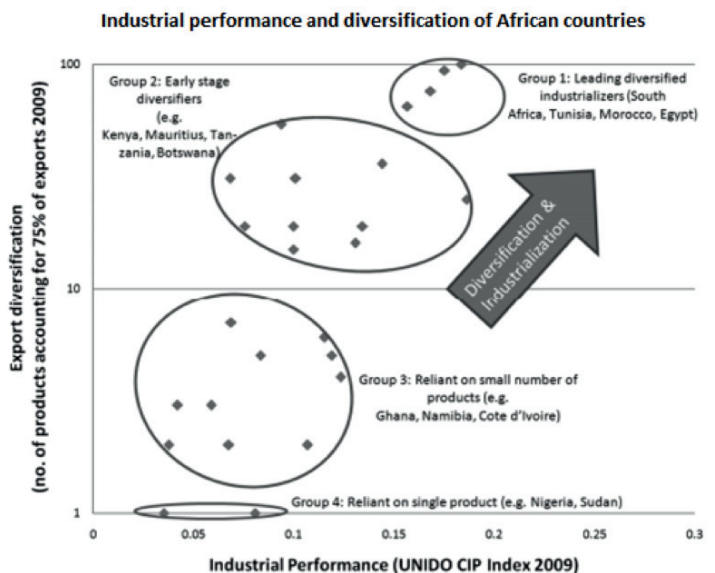 Industrial performance and diversification of African countries
Export diversification
(no. of products accounting for 75% of exports 2009)
100
10
1
Group 2: Early stage
diversifiers
(e.g.
Kenya, Mauritius, Tan-
zania, Botswana)
Group 1: Leading diversified
industrializers (South
Africa, Tunisia, Morocco, Egypt)
Diversification &
Industrialization
Group 3: Reliant on small number of
products (e.g.
Ghana, Namibia, Cote d'Ivoire)
Group 4: Reliant on single product (e.g. Nigeria, Sudan)
0 0.05 0.1 0.15 0.2 0.25 0.3
Industrial Performance (UNIDO CIP Index 2009)